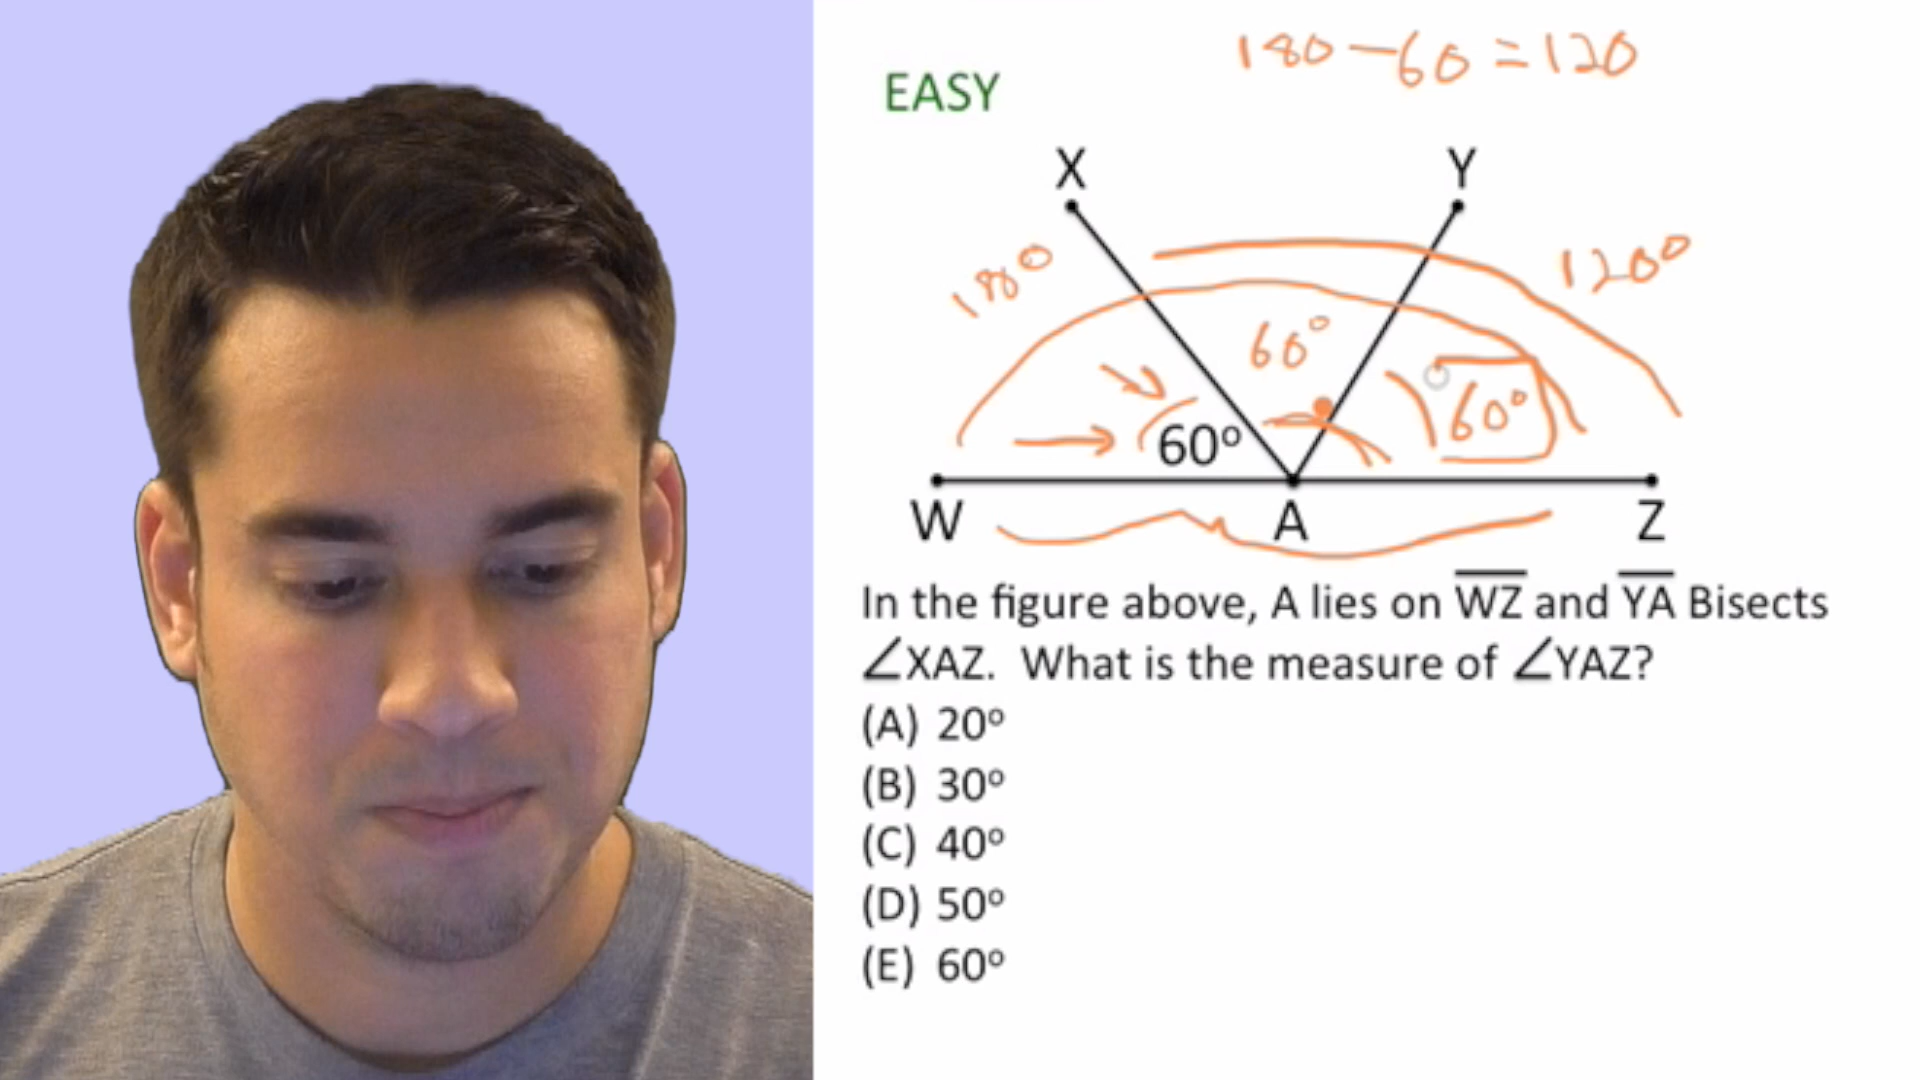 180-60=120
EASY
X Y
180° 120°
60°
60° 60°
W A Z
In the figure above, A lies on WZ and YA Bisects
∠XAZ. What is the measure of ∠YAZ?
(A) 20°
(B) 30°
(C) 40°
(D) 50°
(E) 60°